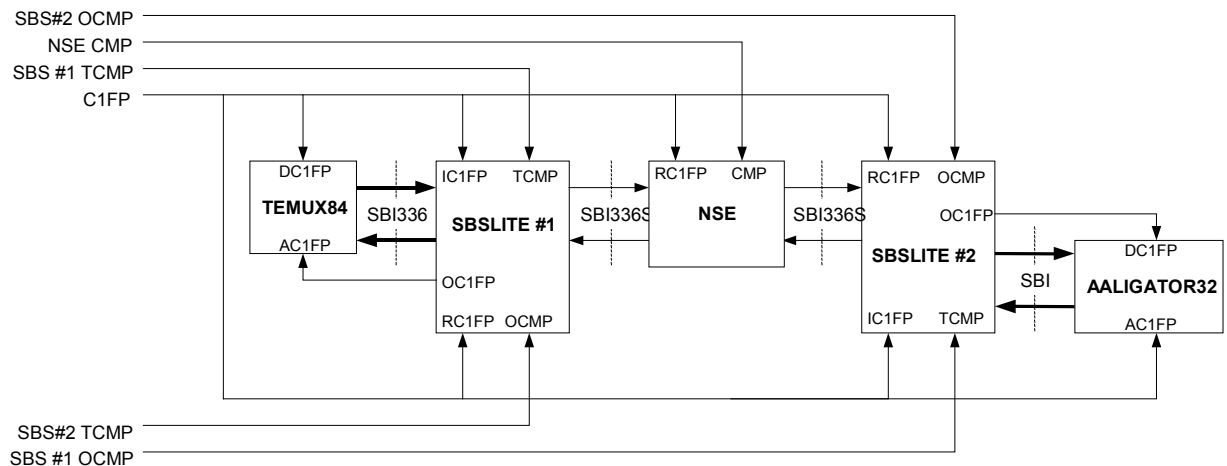 SBS#2 OCMP
NSE CMP
SBS #1 TCMP
C1FP
DC1FP
TEMUX84
AC1FP
SBI336
IC1FP TCMP
SBSLITE #1
OC1FP
RC1FP OCMP
SBI336S
RC1FP CMP
NSE
SBI336S
RC1FP OCMP
OC1FP
SBSLITE #2
IC1FP TCMP
SBI
DC1FP
AALIGATOR32
AC1FP
SBS#2 TCMP
SBS #1 OCMP